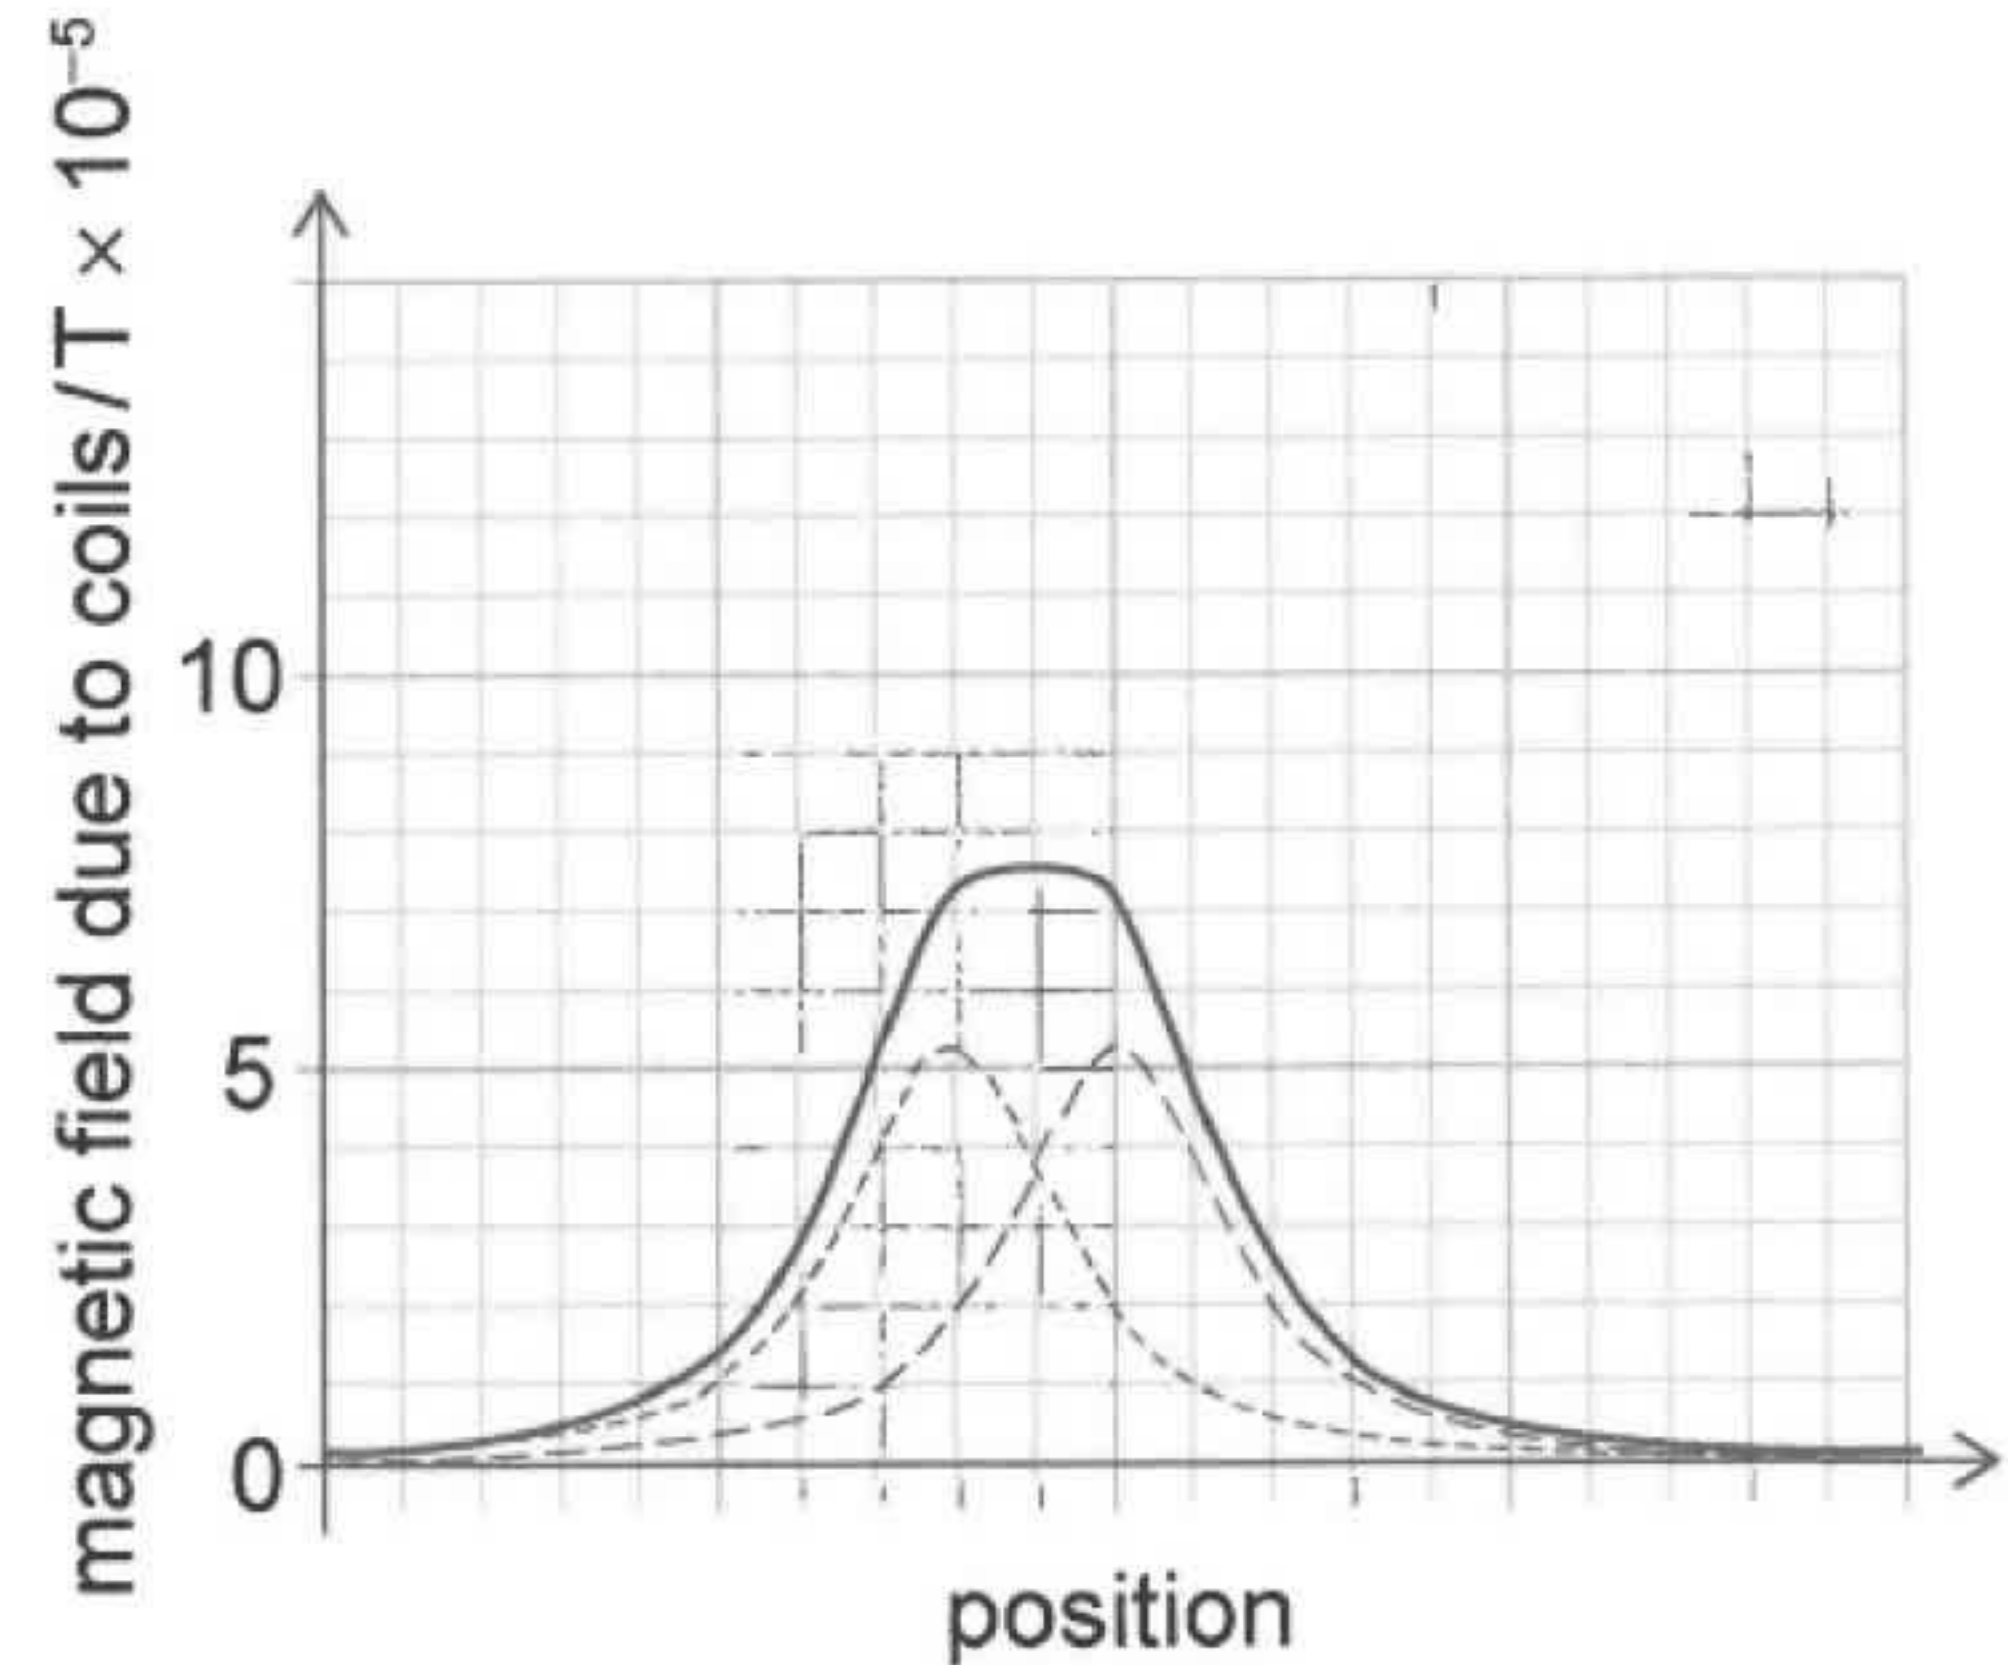 magnetic field due to coils/T × 10⁻⁵
10
5
0
position